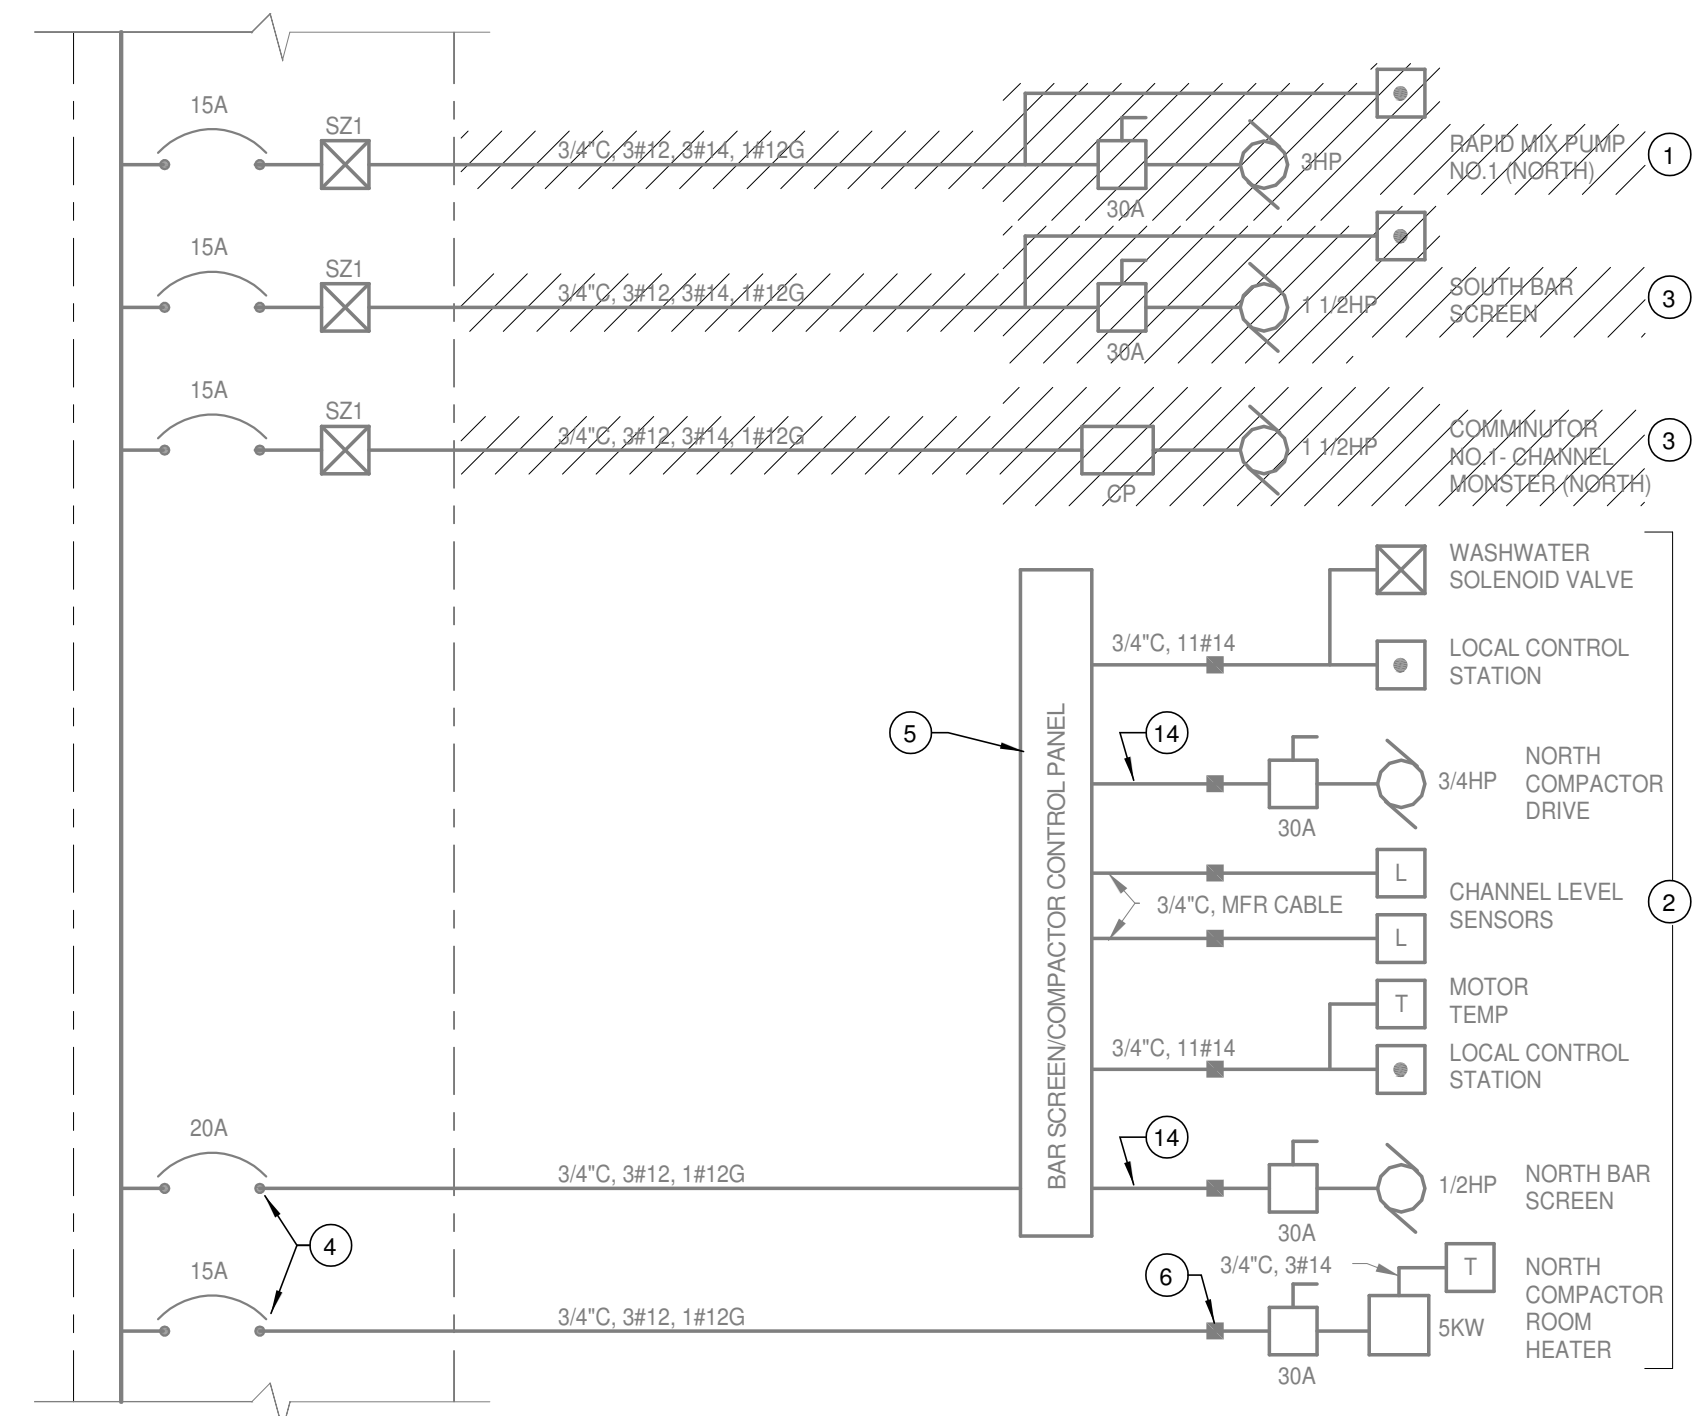 15A
SZ1
3/4"C, 3#12, 3#14, 1#12G
30A
3HP
RAPID MIX PUMP
NO.1 (NORTH)
1
15A
SZ1
3/4"C, 3#12, 3#14, 1#12G
30A
1 1/2HP
SOUTH BAR
SCREEN
3
15A
SZ1
3/4"C, 3#12, 3#14, 1#12G
CP
1 1/2HP
COMMINUTOR
NO.1- CHANNEL
MONSTER (NORTH)
3
BAR SCREEN/COMPACTOR CONTROL PANEL
5
WASHWATER
SOLENOID VALVE
3/4"C, 11#14
LOCAL CONTROL
STATION
14
30A
3/4HP
NORTH
COMPACTOR
DRIVE
L
3/4"C, MFR CABLE
CHANNEL LEVEL
SENSORS
L
2
T
MOTOR
TEMP
3/4"C, 11#14
LOCAL CONTROL
STATION
20A
3/4"C, 3#12, 1#12G
14
30A
1/2HP
NORTH BAR
SCREEN
4
15A
3/4"C, 3#12, 1#12G
6
3/4"C, 3#14
T
30A
5KW
NORTH
COMPACTOR
ROOM
HEATER